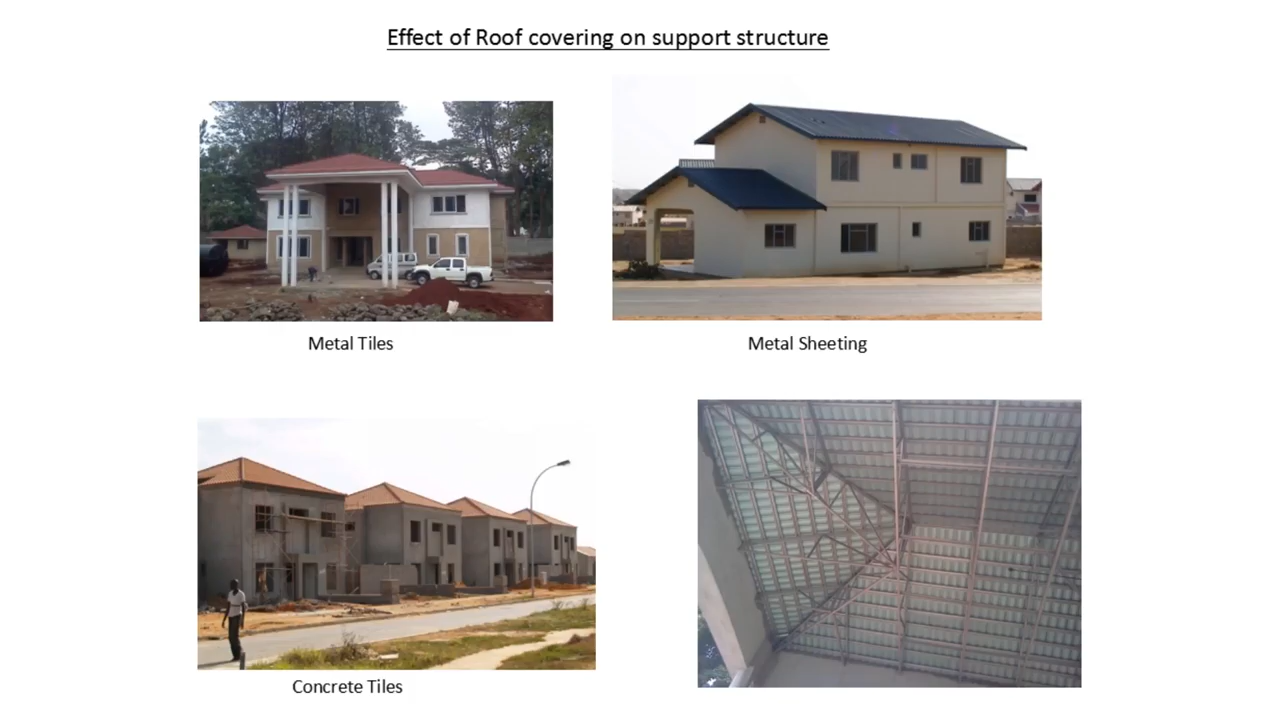 Effect of Roof covering on support structure
Metal Tiles
Metal Sheeting
Concrete Tiles